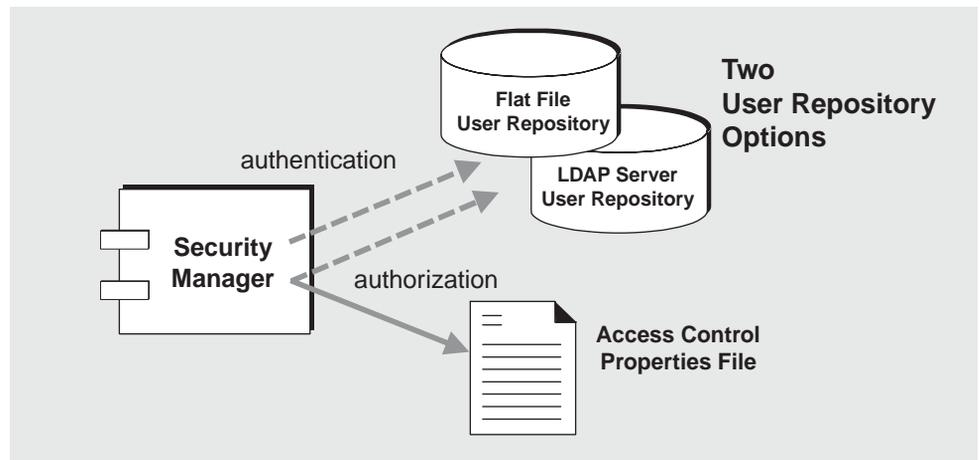 Two
User Repository
Options
Flat File
User Repository
LDAP Server
User Repository
authentication
Security
Manager
authorization
Access Control
Properties File